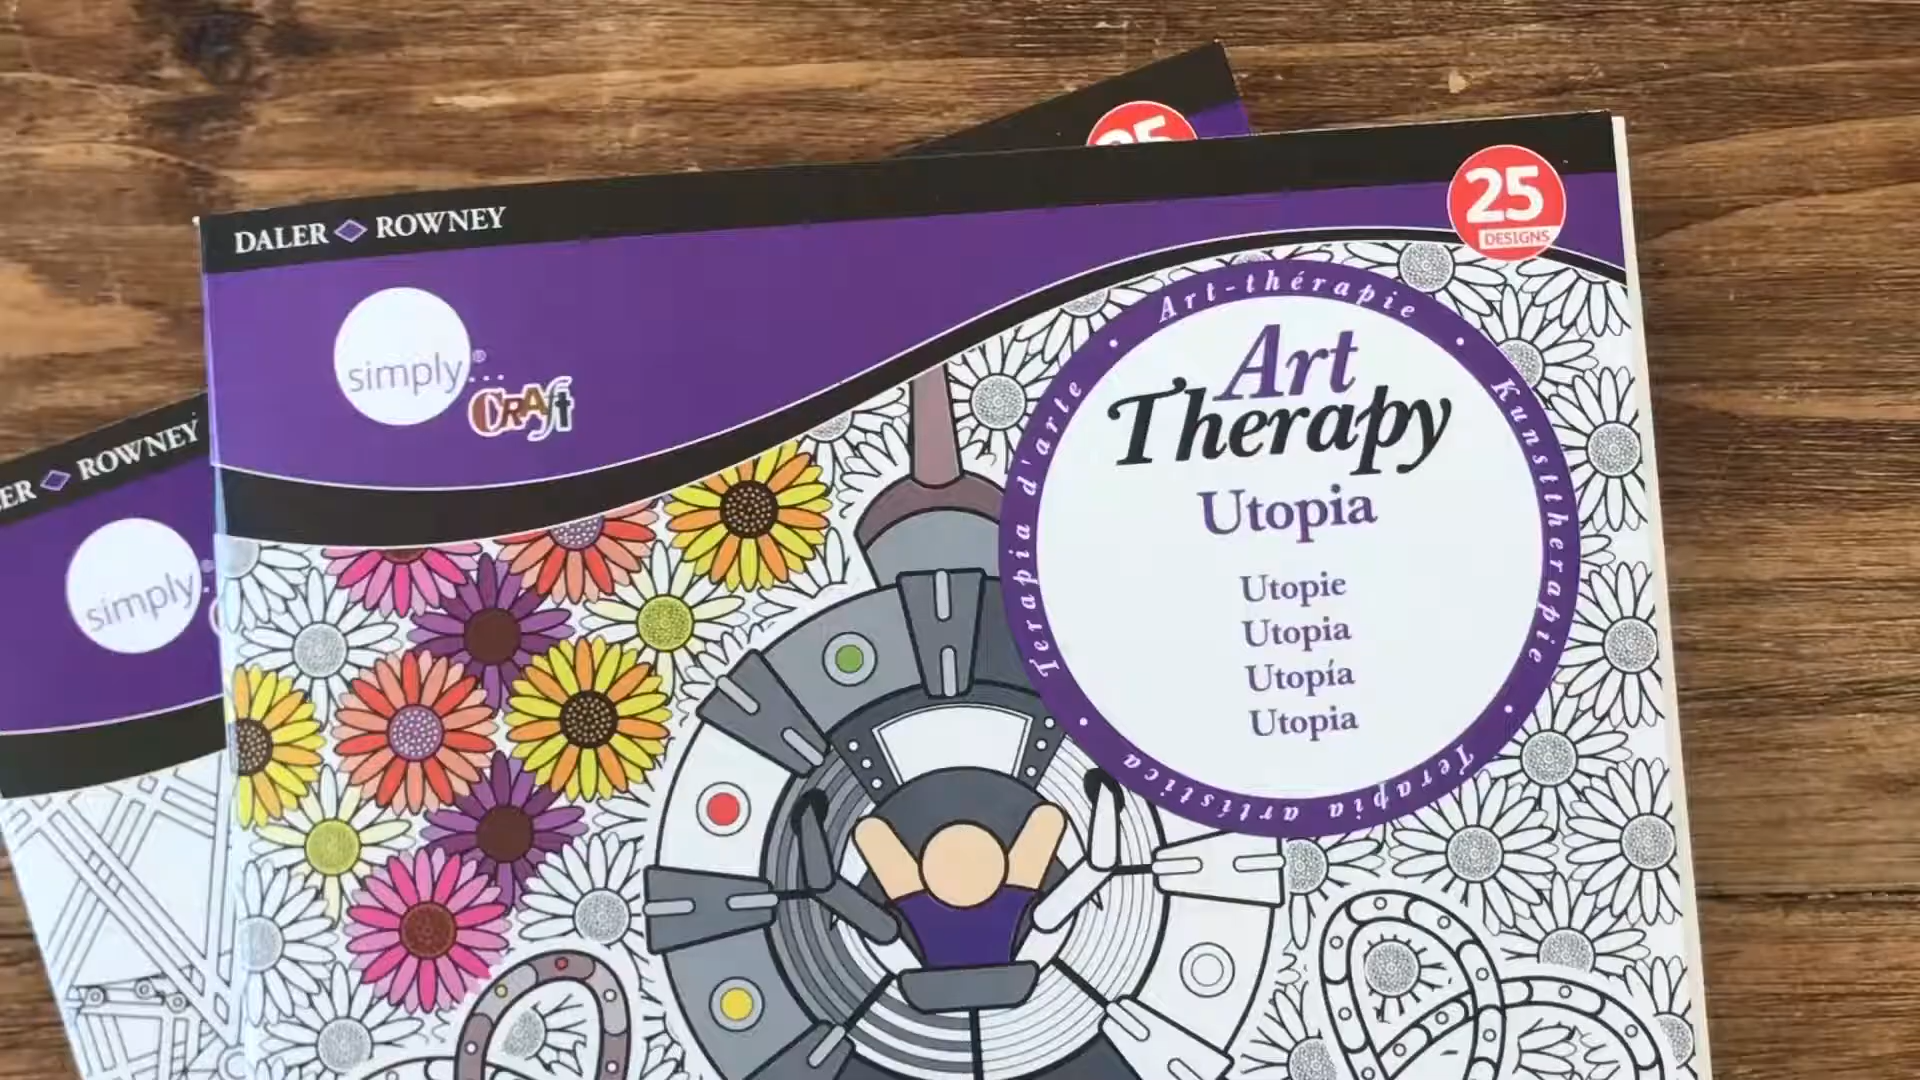 DALER ROWNEY
simply®...
CRAft
25
DESIGNS
Art-thérapie • Kunsttherapie • Terapia artística • Terapia d'arte •
Art
Therapy
Utopia
Utopie
Utopia
Utopía
Utopia
25
ROWNEY
simply®